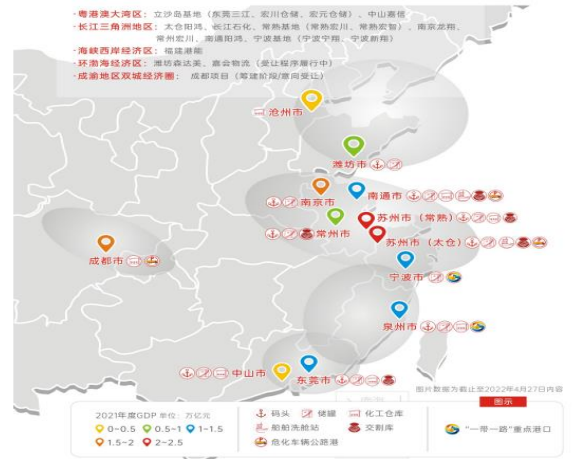 ·粤港澳大湾区：立沙岛基地（东莞三江、宏川仓储、宏元仓储）、中山嘉信
·长江三角洲地区：太仓阳鸿、长江石化、常熟基地（常熟宏川、常熟宏智）、南京龙翔、
常州宏川、南通阳鸿、宁波基地（宁波宁翔、宁波新翔）
·海峡西岸经济区：福建港能
·环渤海经济区：潍坊森达美、嘉会物流（受让程序履行中）
·成渝地区双城经济圈：成都项目（筹建阶段/意向受让）
沧州市
潍坊市
南京市
南通市
常州市
苏州市（常熟）
苏州市（太仓）
成都市
宁波市
泉州市
中山市
东莞市
图片数据为截止至2022年4月27日内容
图示
2021年度GDP 单位：万亿元
0~0.5
0.5~1
1~1.5
1.5~2
2~2.5
码头
储罐
化工仓库
船舶洗舱站
交割库
危化车辆公路港
“一带一路”重点港口